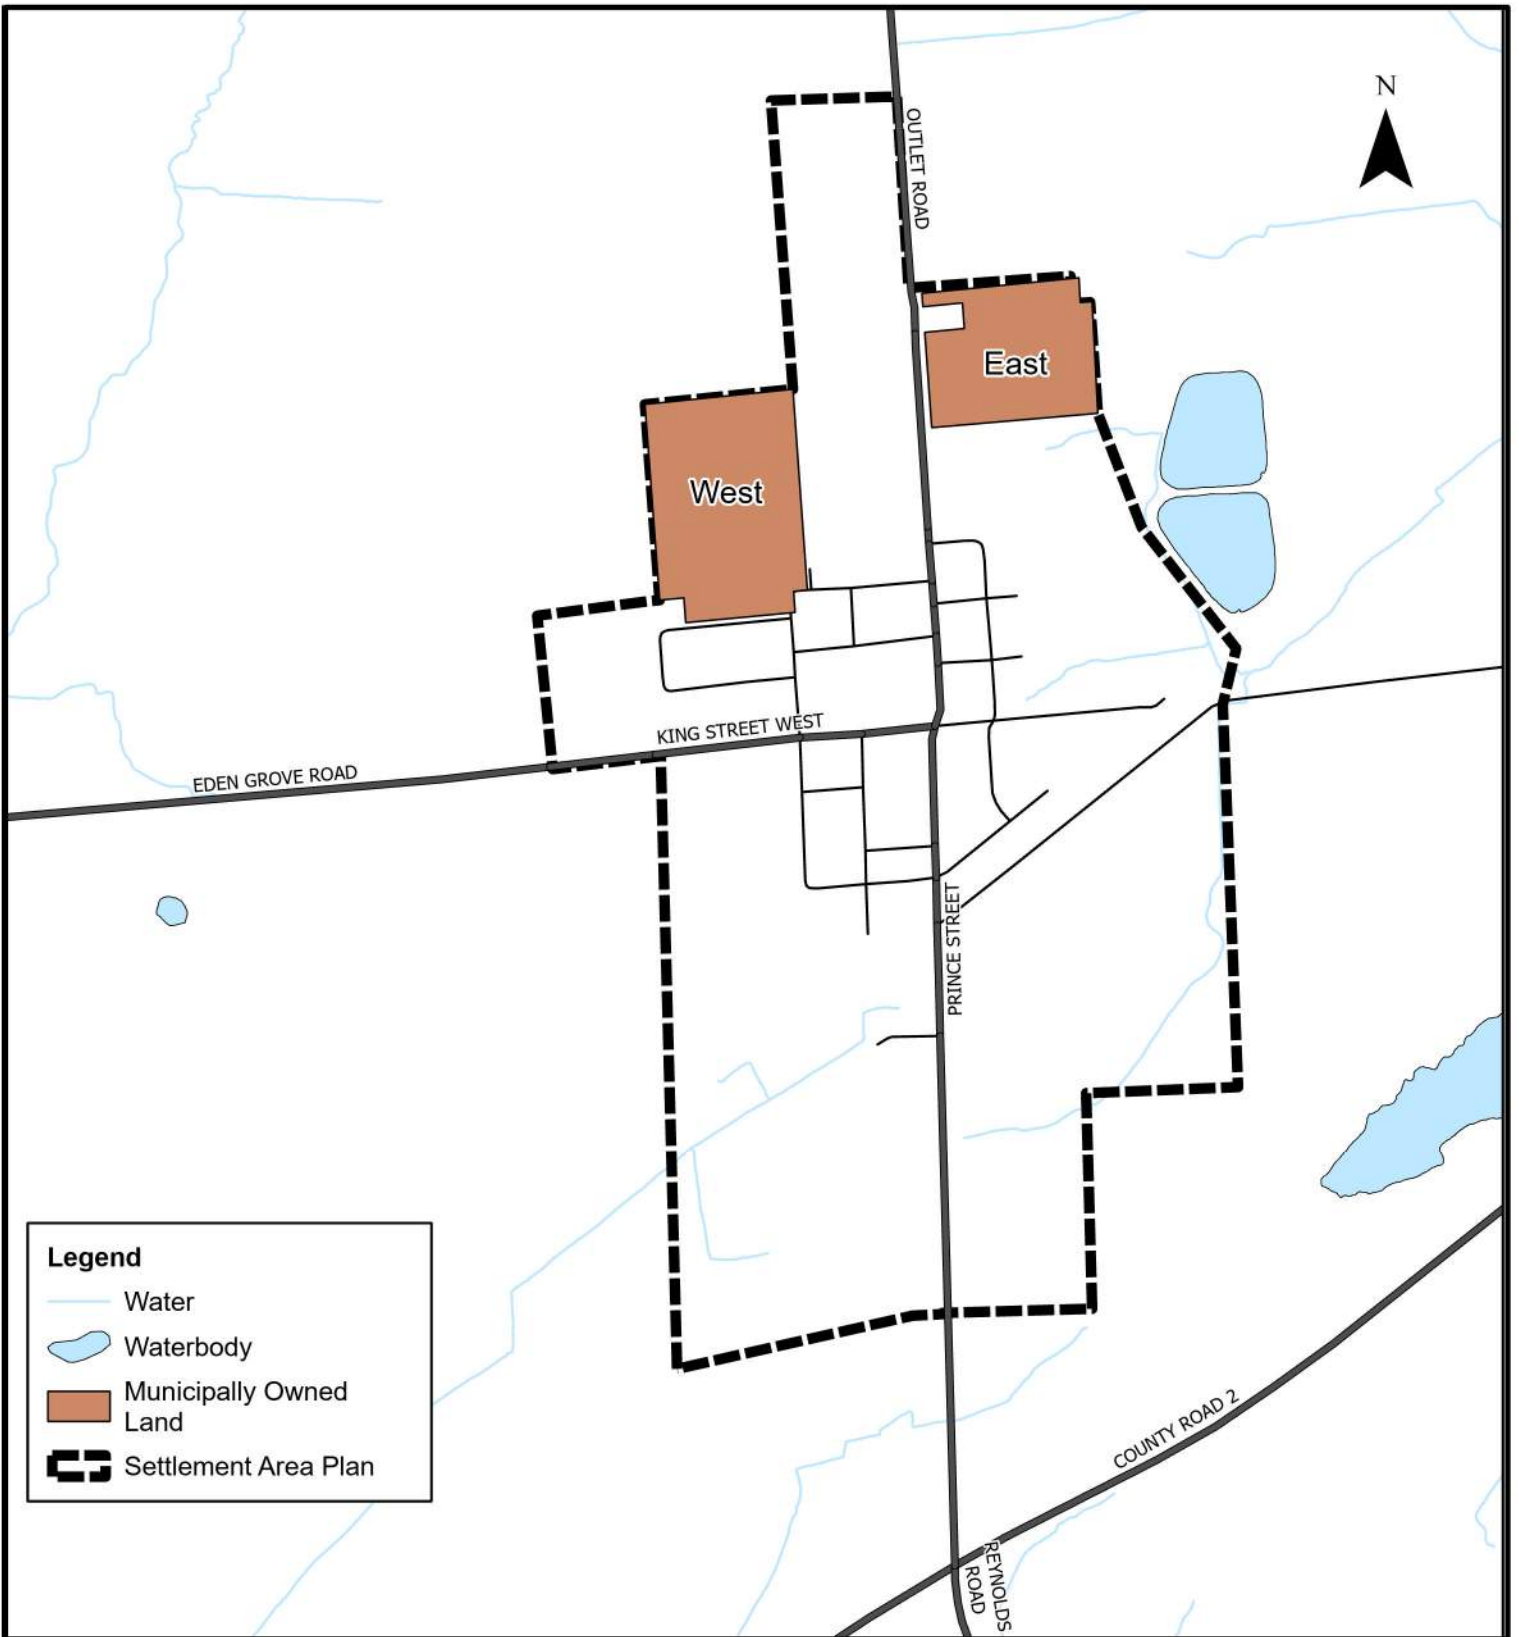 N
OUTLET ROAD
East
West
KING STREET WEST
EDEN GROVE ROAD
PRINCE STREET
COUNTY ROAD 2
REYNOLDS
ROAD
Legend
Water
Waterbody
Municipally Owned
Land
Settlement Area Plan